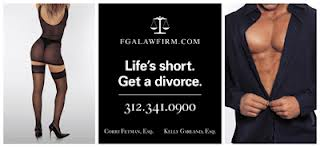 FGALAWFIRM.COM
Life's short.
Get a divorce.
312.341.0900
CORRI FETMAN, ESQ. KELLY GARLAND, ESQ.